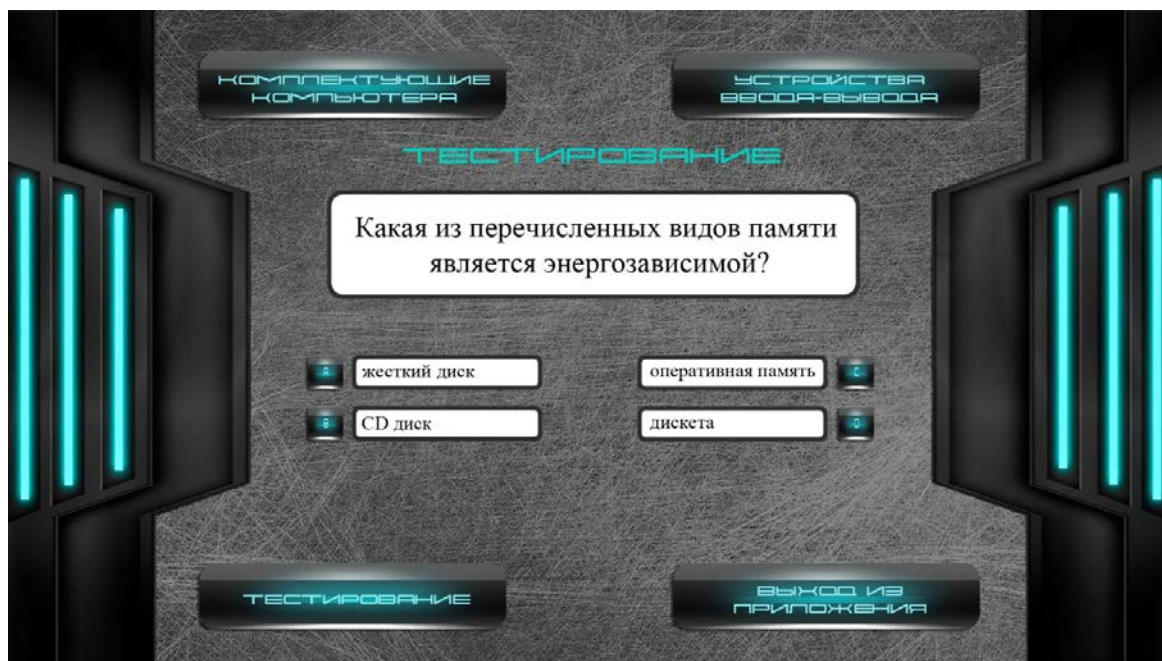 КОМПЛЕКТУЮЩИЕ
КОМПЬЮТЕРА
УСТРОЙСТВА
ВВОДА-ВЫВОДА
ТЕСТИРОВАНИЕ
Какая из перечисленных видов памяти
является энергозависимой?
A жесткий диск
оперативная память C
B CD диск
дискета D
ТЕСТИРОВАНИЕ
ВЫХОД ИЗ
ПРИЛОЖЕНИЯ